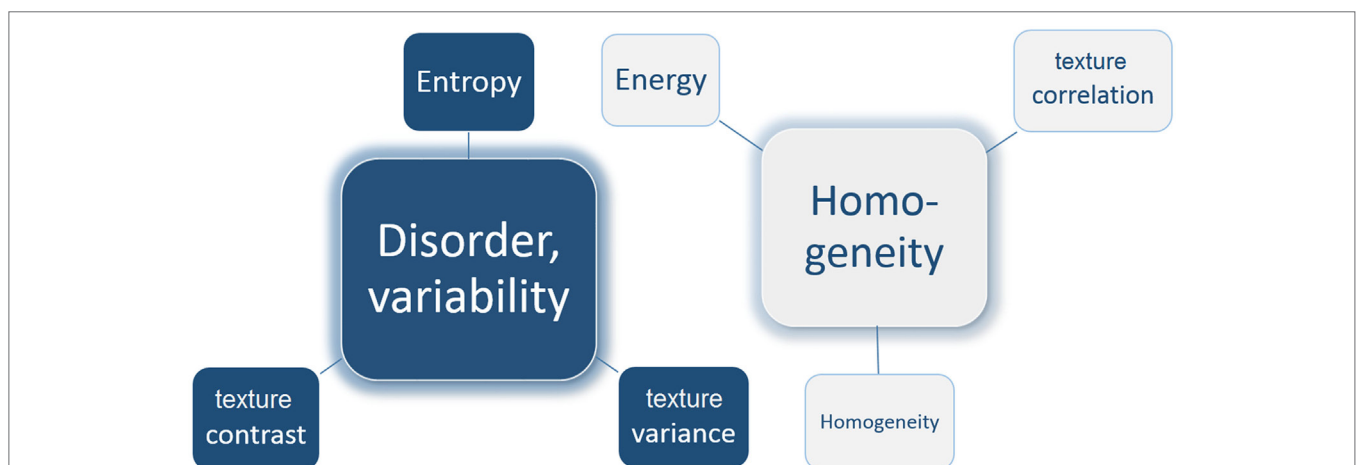 Entropy
Energy
texture
correlation
Disorder,
variability
Homo-
geneity
texture
contrast
texture
variance
Homogeneity